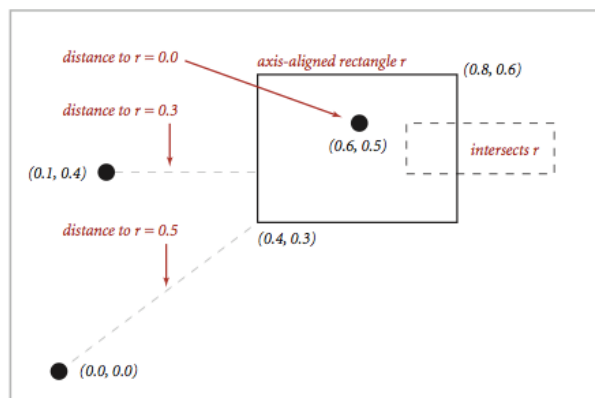 distance to r = 0.0
axis-aligned rectangle r
(0.8, 0.6)
distance to r = 0.3
(0.6, 0.5)
intersects r
(0.1, 0.4)
distance to r = 0.5
(0.4, 0.3)
(0.0, 0.0)